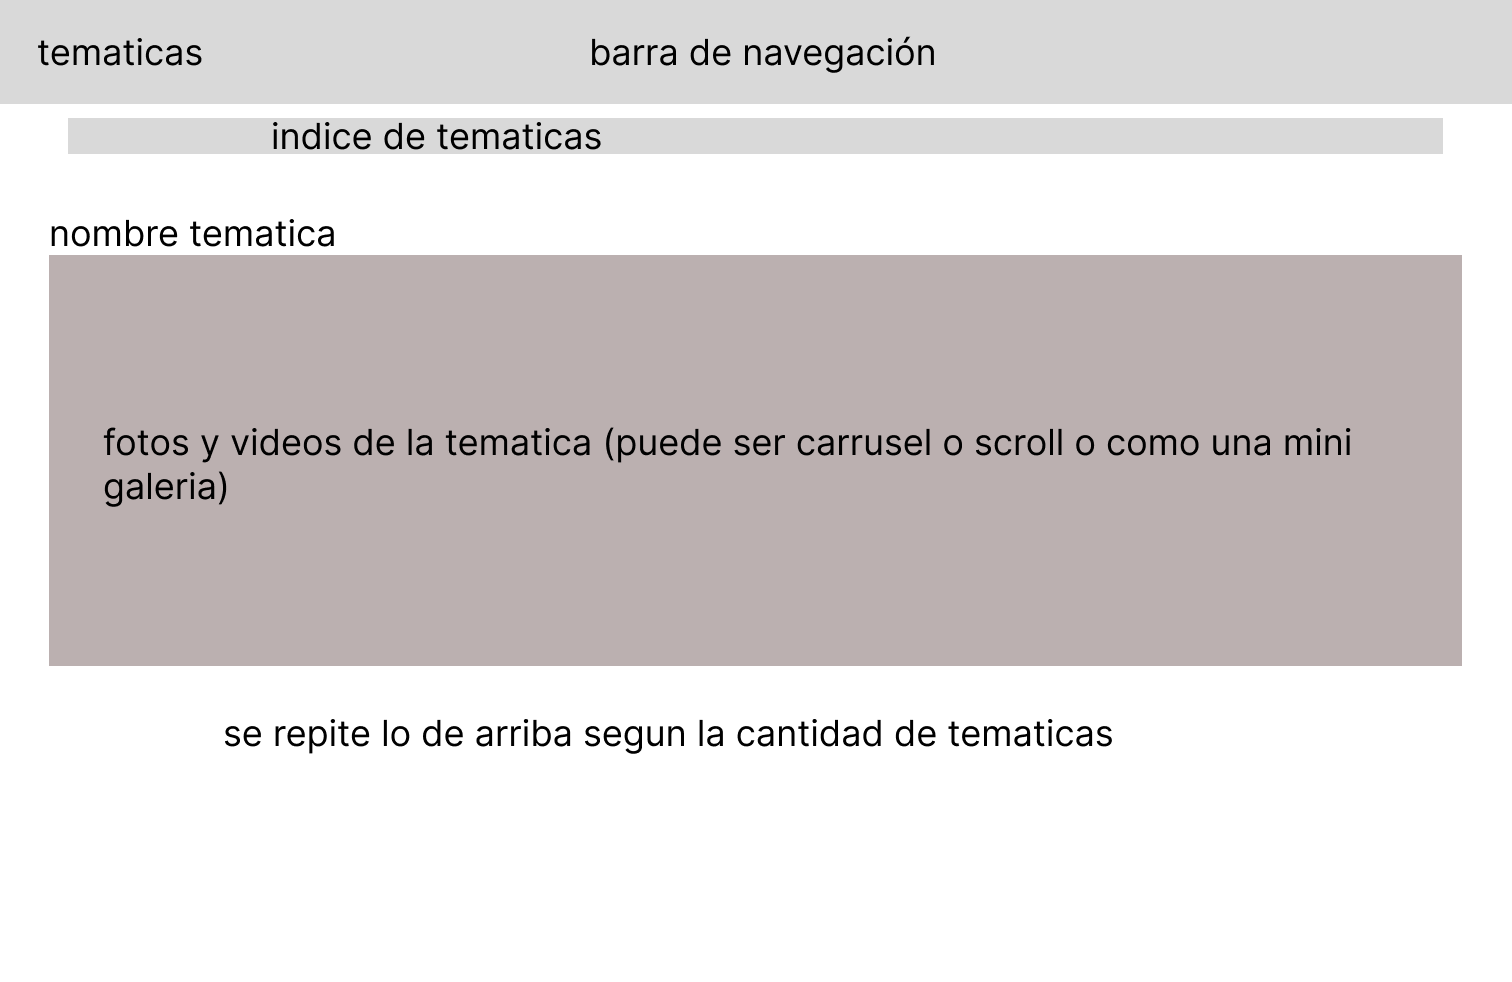 tematicas
barra de navegación
indice de tematicas
nombre tematica
fotos y videos de la tematica (puede ser carrusel o scroll o como una mini
galeria)
se repite lo de arriba segun la cantidad de tematicas